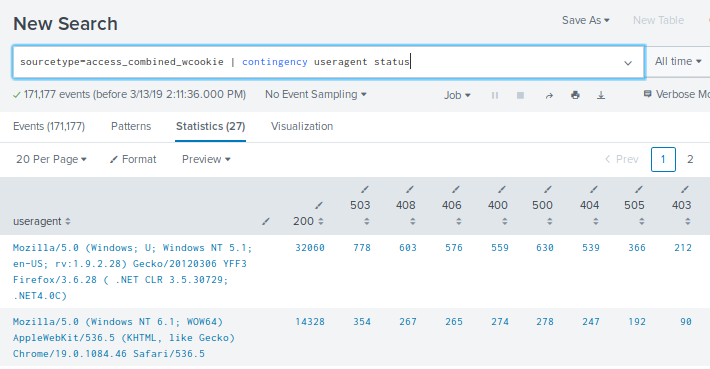 New Search
Save As New Table
sourcetype=access_combined_wcookie | contingency useragent status
All time
171,177 events (before 3/13/19 2:11:36.000 PM) No Event Sampling Job Verbose
Events (171,177) Patterns Statistics (27) Visualization
20 Per Page Format Preview Prev 1 2
useragent 200 503 408 406 400 500 404 505 403
Mozilla/5.0 (Windows; U; Windows NT 5.1; 32060 778 603 576 559 630 539 366 212
en-US; rv:1.9.2.28) Gecko/20120306 YFF3
Firefox/3.6.28 ( .NET CLR 3.5.30729;
.NET4.0C)
Mozilla/5.0 (Windows NT 6.1; WOW64) 14328 354 267 265 274 278 247 192 90
AppleWebKit/536.5 (KHTML, like Gecko)
Chrome/19.0.1084.46 Safari/536.5